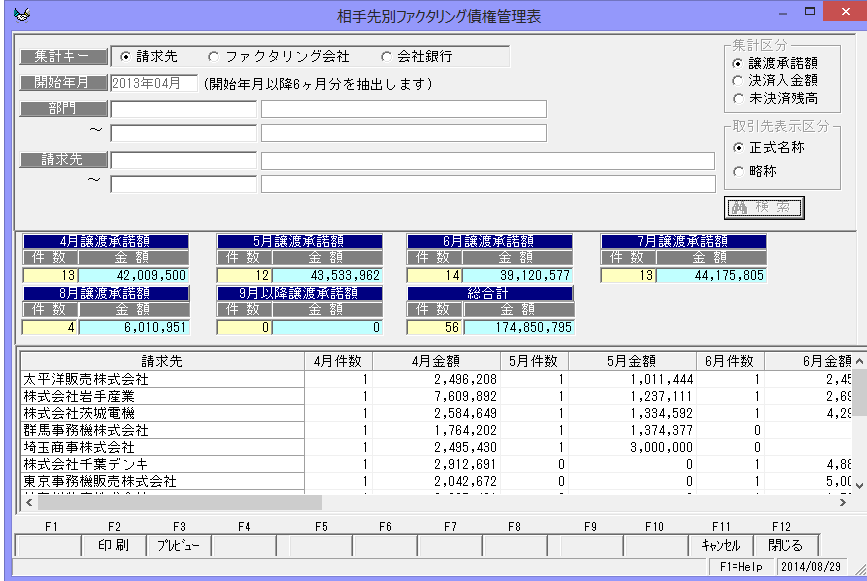 相手先別ファクタリング債権管理表
集計キー 請求先 ファクタリング会社 会社銀行
開始年月 2013年04月 (開始年月以降6ヶ月分を抽出します)
部門
～
請求先
～
集計区分
譲渡承諾額
決済入金額
未決済残高
取引先表示区分
正式名称
略称
検索
4月譲渡承諾額 5月譲渡承諾額 6月譲渡承諾額 7月譲渡承諾額
件数 金額 件数 金額 件数 金額 件数 金額
13 42,009,500 12 43,533,962 14 39,120,577 13 44,175,805
8月譲渡承諾額 9月以降譲渡承諾額 総合計
件数 金額 件数 金額 件数 金額
4 6,010,951 0 0 56 174,850,795
請求先 4月件数 4月金額 5月件数 5月金額 6月件数 6月金額
太平洋販売株式会社 1 2,496,208 1 1,011,444 1 2,45
株式会社岩手産業 1 7,609,892 1 1,237,111 1 2,69
株式会社茨城電機 1 2,584,649 1 1,334,592 1 4,29
群馬事務機株式会社 1 1,764,202 1 1,374,377 0
埼玉商事株式会社 1 2,495,430 1 3,000,000 0
株式会社千葉デンキ 1 2,912,691 0 0 1 4,88
東京事務機販売株式会社 1 2,042,672 0 0 1 5,00
F1 F2 F3 F4 F5 F6 F7 F8 F9 F10 F11 F12
印刷 ﾌﾟﾚﾋﾞｭｰ ｷｬﾝｾﾙ 閉じる
F1=Help 2014/08/29